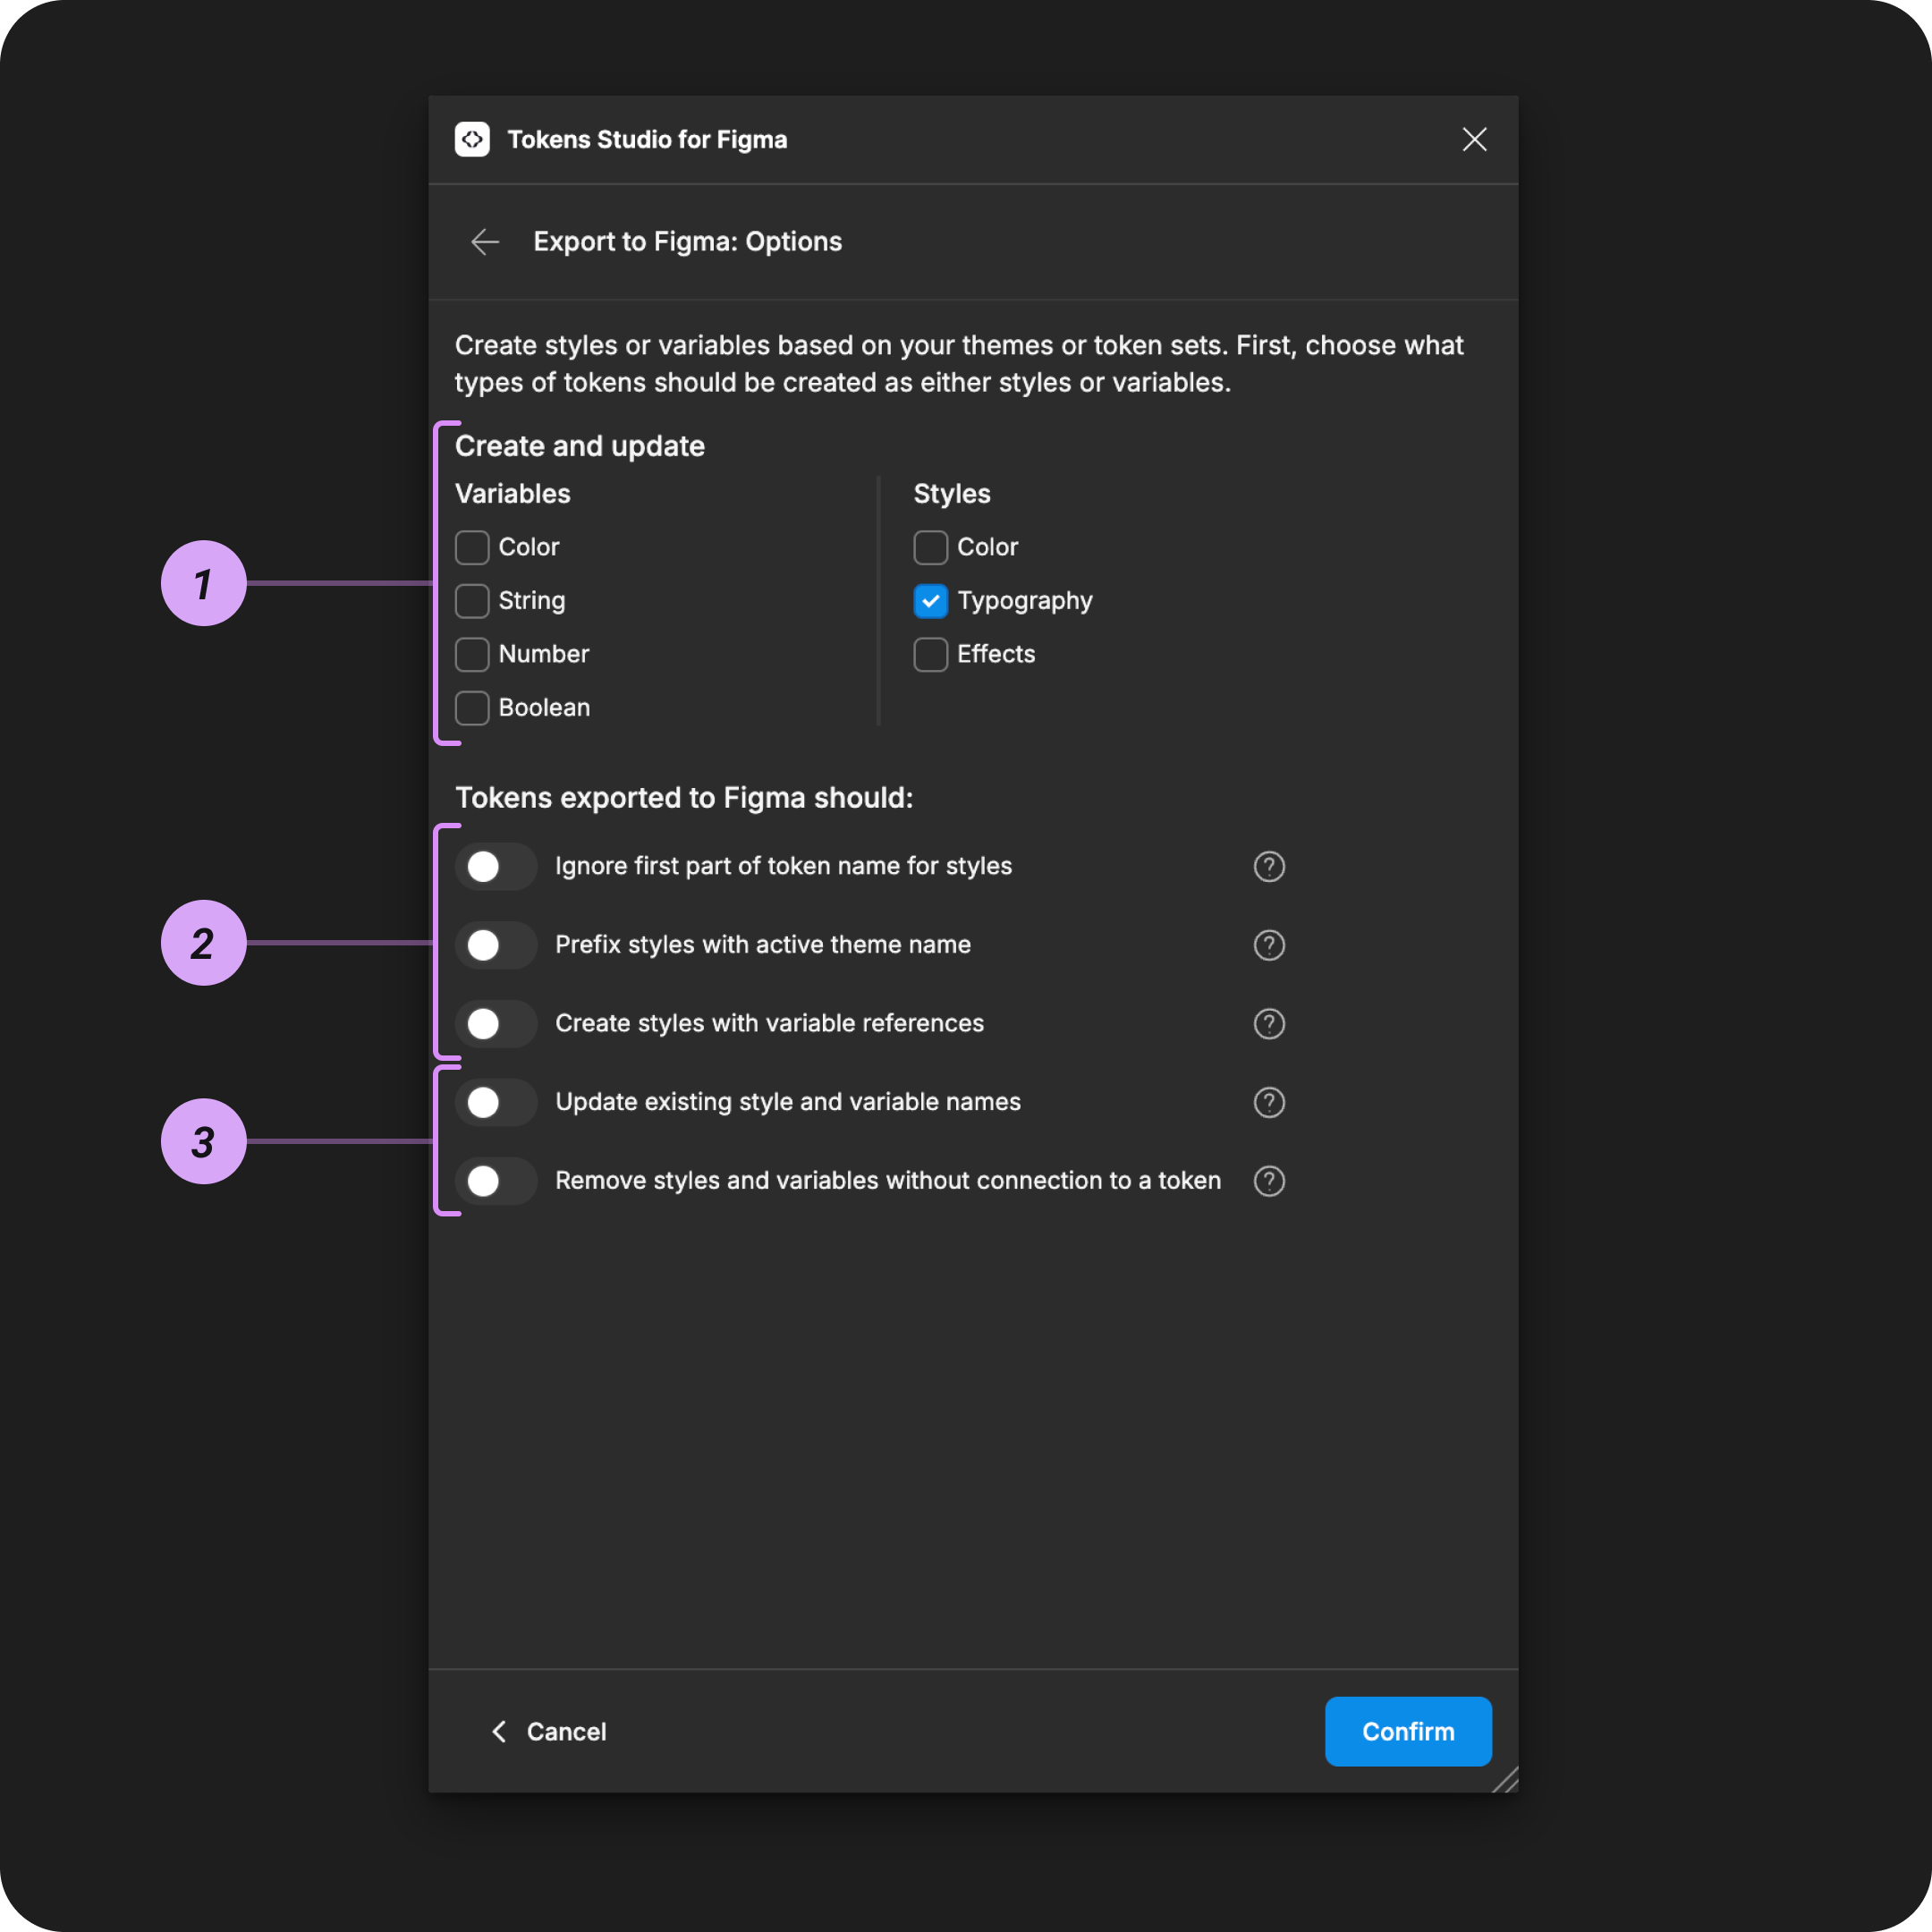 Tokens Studio for Figma
Export to Figma: Options
Create styles or variables based on your themes or token sets. First, choose what
types of tokens should be created as either styles or variables.
Create and update
Variables
Color
String
Number
Boolean
Styles
Color
Typography
Effects
1
Tokens exported to Figma should:
Ignore first part of token name for styles
Prefix styles with active theme name
Create styles with variable references
2
Update existing style and variable names
Remove styles and variables without connection to a token
3
Cancel
Confirm